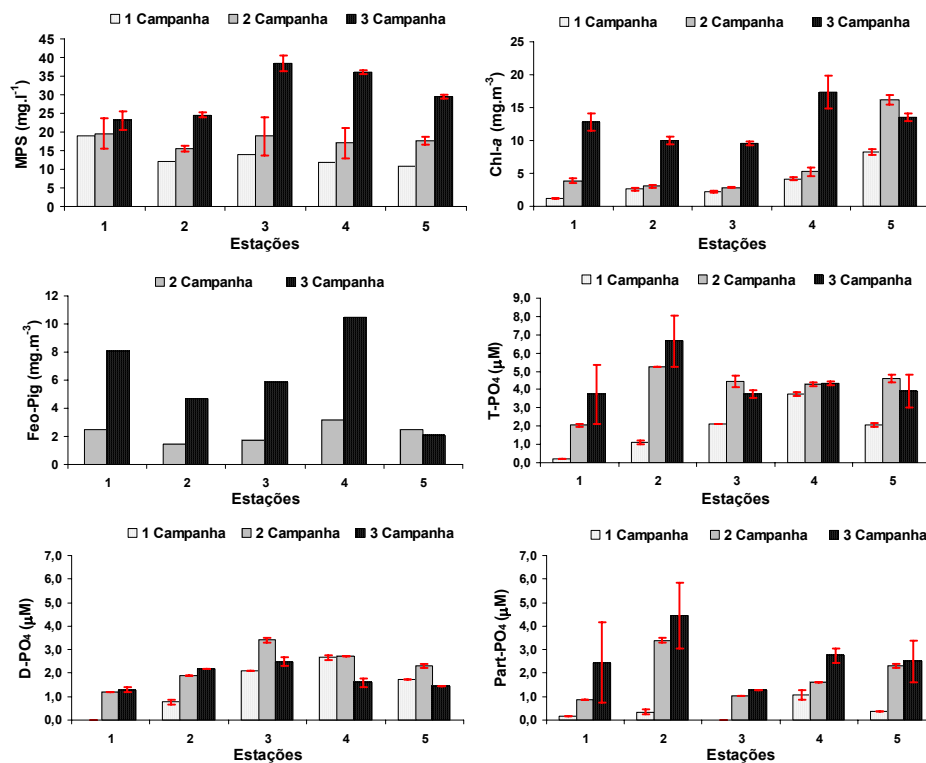 1 Campanha 2 Campanha 3 Campanha
MPS (mg.l⁻¹)
45
40
35
30
25
20
15
10
5
0
1 2 3 4 5
Estações
1 Campanha 2 Campanha 3 Campanha
Chl-a (mg.m⁻³)
25
20
15
10
5
0
1 2 3 4 5
Estações
2 Campanha 3 Campanha
Feo-Pig (mg.m⁻³)
12
10
8
6
4
2
0
1 2 3 4 5
Estações
1 Campanha 2 Campanha 3 Campanha
T-PO₄ (µM)
9,0
8,0
7,0
6,0
5,0
4,0
3,0
2,0
1,0
0,0
1 2 3 4 5
Estações
1 Campanha 2 Campanha 3 Campanha
D-PO₄ (µM)
7,0
6,0
5,0
4,0
3,0
2,0
1,0
0,0
1 2 3 4 5
Estações
1 Campanha 2 Campanha 3 Campanha
Part-PO₄ (µM)
7,0
6,0
5,0
4,0
3,0
2,0
1,0
0,0
1 2 3 4 5
Estações